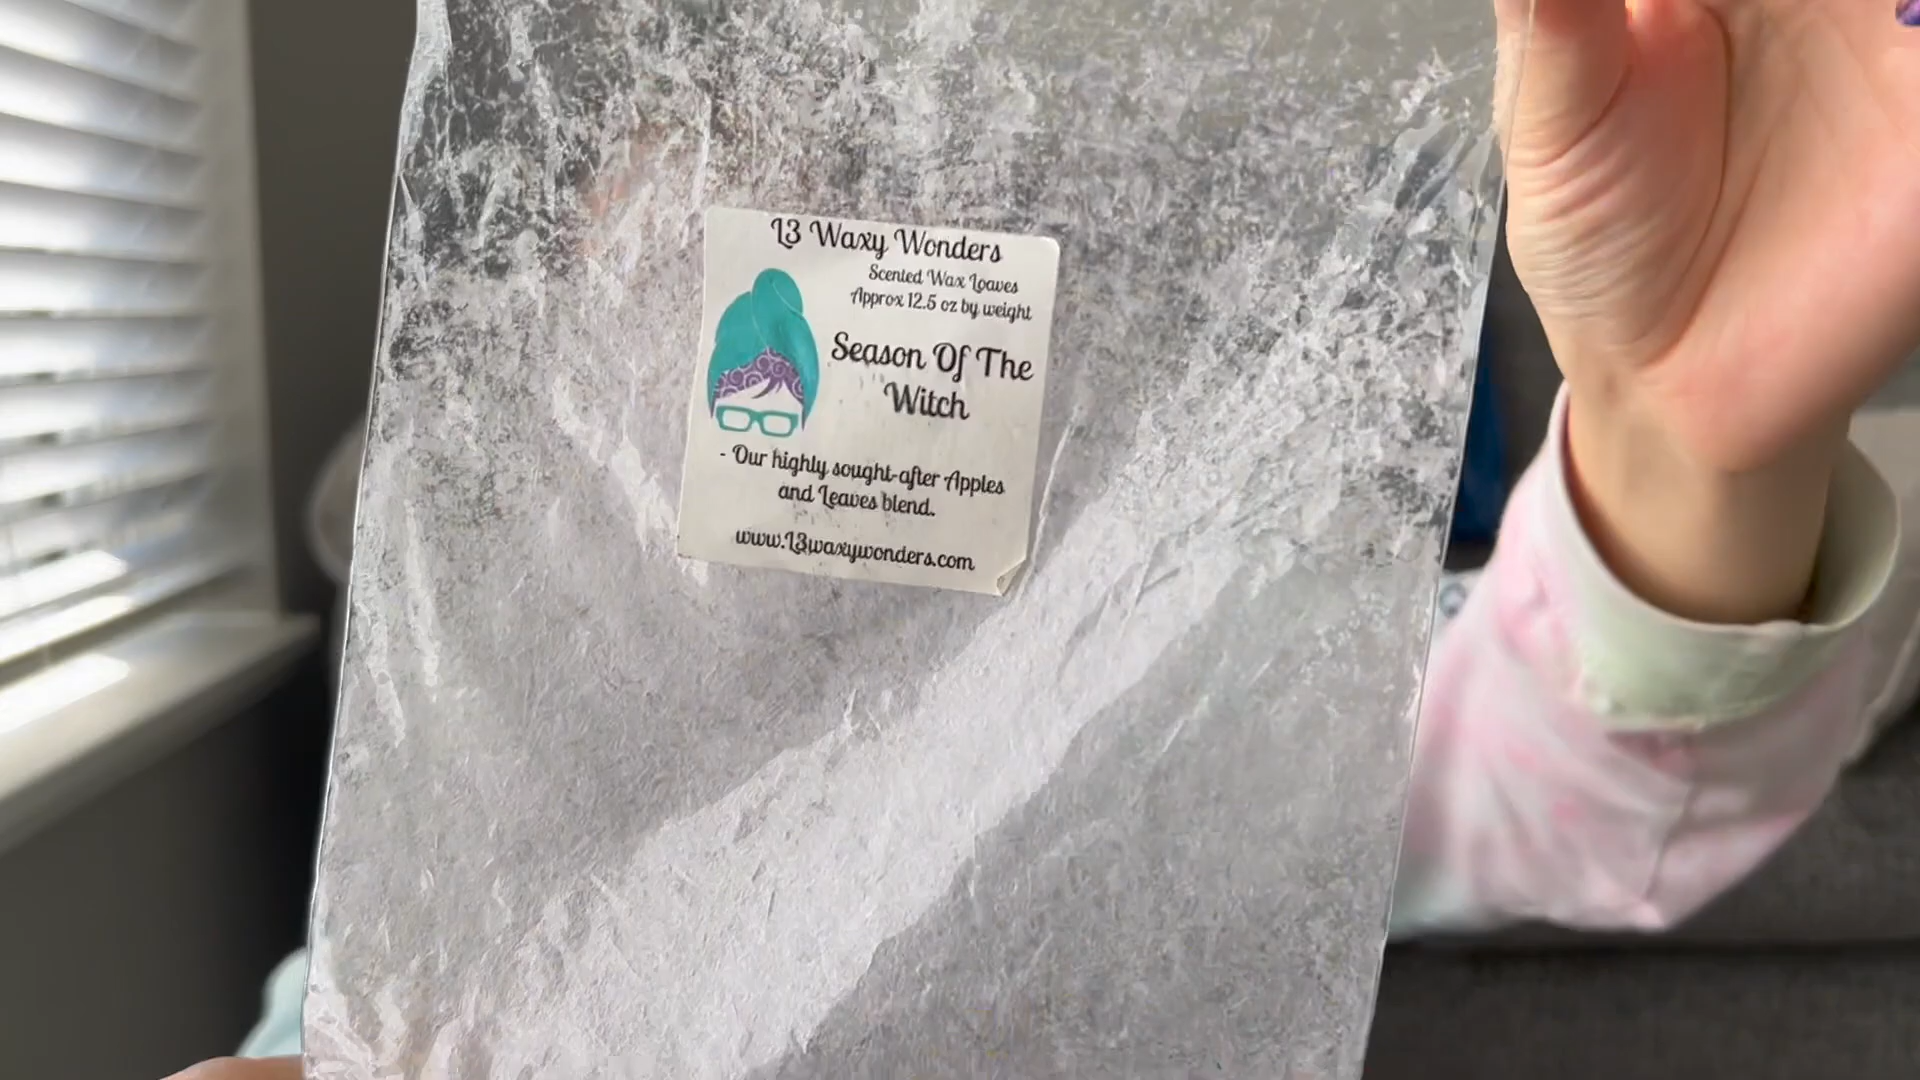 L3 Waxy Wonders
Scented Wax Loaves
Approx 12.5 oz by weight
Season Of The
Witch
- Our highly sought-after Apples
and Leaves blend.
www.L3waxywonders.com